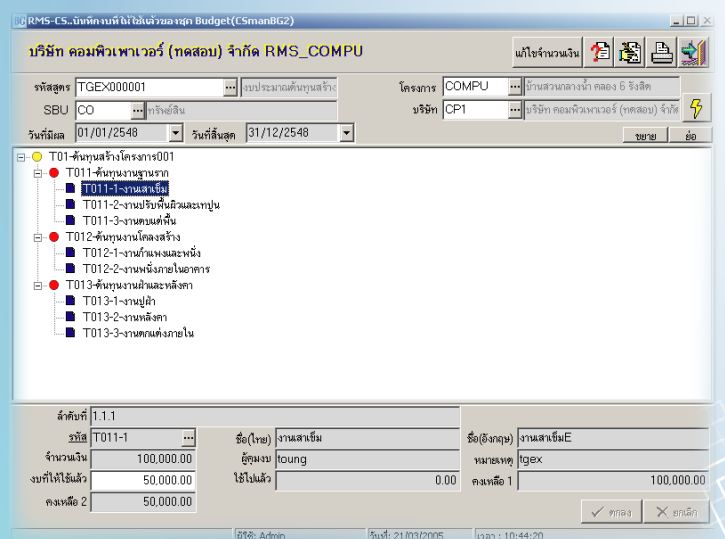 RMS-CS..บันทึกงบที่ให้ใช้แล้วของชุด Budget(CSmanBG2)
บริษัท คอมพิวเพาเวอร์ (ทดสอบ) จำกัด RMS_COMPU
แก้ไขจำนวนเงิน
รหัสสูตร TGEX000001 ... งบประมาณต้นทุนสร้าง โครงการ COMPU ... บ้านสวนกลางน้ำ คลอง 6 รังสิต
SBU CO ... ทรัพย์สิน บริษัท CP1 ... บริษัท คอมพิวเพาเวอร์ (ทดสอบ) จำกัด
วันที่มีผล 01/01/2548 วันที่สิ้นสุด 31/12/2548 ขยาย ย่อ
T01-ต้นทุนสร้างโครงการ001
T011-ต้นทุนงานฐานราก
T011-1-งานเสาเข็ม
T011-2-งานปรับพื้นผิวและเทปูน
T011-3-งานตบแต่พื้น
T012-ต้นทุนงานโครงสร้าง
T012-1-งานกำแพงและพนัง
T012-2-งานพนังภายในอาคาร
T013-ต้นทุนงานฝ้าและหลังคา
T013-1-งานปูฝ้า
T013-2-งานหลังคา
T013-3-งานตกแต่งภายใน
ลำดับที่ 1.1.1
รหัส T011-1 ... ชื่อ(ไทย) งานเสาเข็ม ชื่อ(อังกฤษ) งานเสาเข็มE
จำนวนเงิน 100,000.00 ผู้คุมงบ toung หมายเหตุ tgex
งบที่ให้ใช้แล้ว 50,000.00 ใช้ไปแล้ว 0.00 คงเหลือ 1 100,000.00
คงเหลือ 2 50,000.00
ตกลง ยกเลิก
ผู้ใช้: Admin วันที่: 21/03/2005 เวลา : 10:44:20